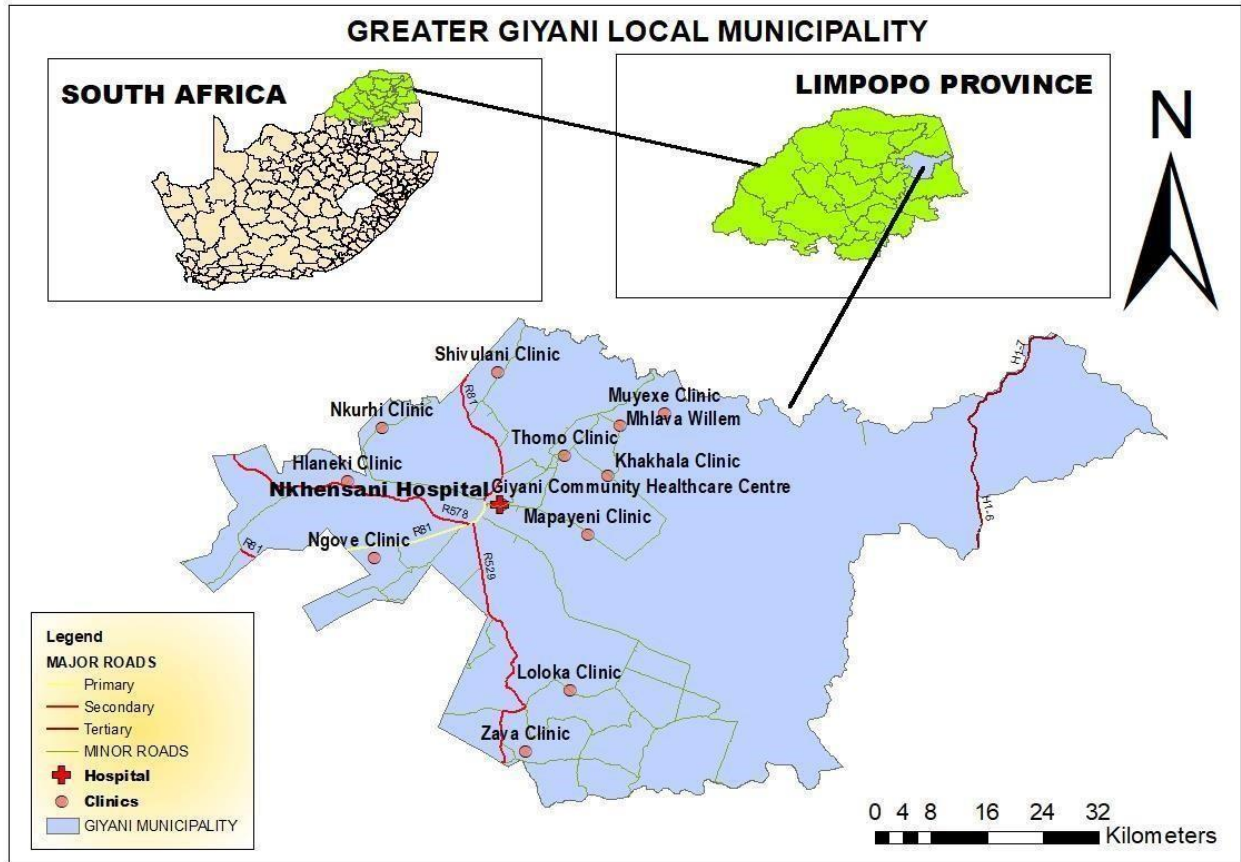 GREATER GIYANI LOCAL MUNICIPALITY
SOUTH AFRICA
LIMPOPO PROVINCE
N
Shivulani Clinic
R81
Nkurhi Clinic
Muyexe Clinic
Mhlava Willem
Thomo Clinic
Hlaneki Clinic
Khakhala Clinic
Nkhensani Hospital
Giyani Community Healthcare Centre
R578
Mapayeni Clinic
R81
Ngove Clinic
R81
R529
H1-7
H1-6
Loloka Clinic
Zava Clinic
Legend
MAJOR ROADS
Primary
Secondary
Tertiary
MINOR ROADS
Hospital
Clinics
GIYANI MUNICIPALITY
0 4 8 16 24 32
Kilometers